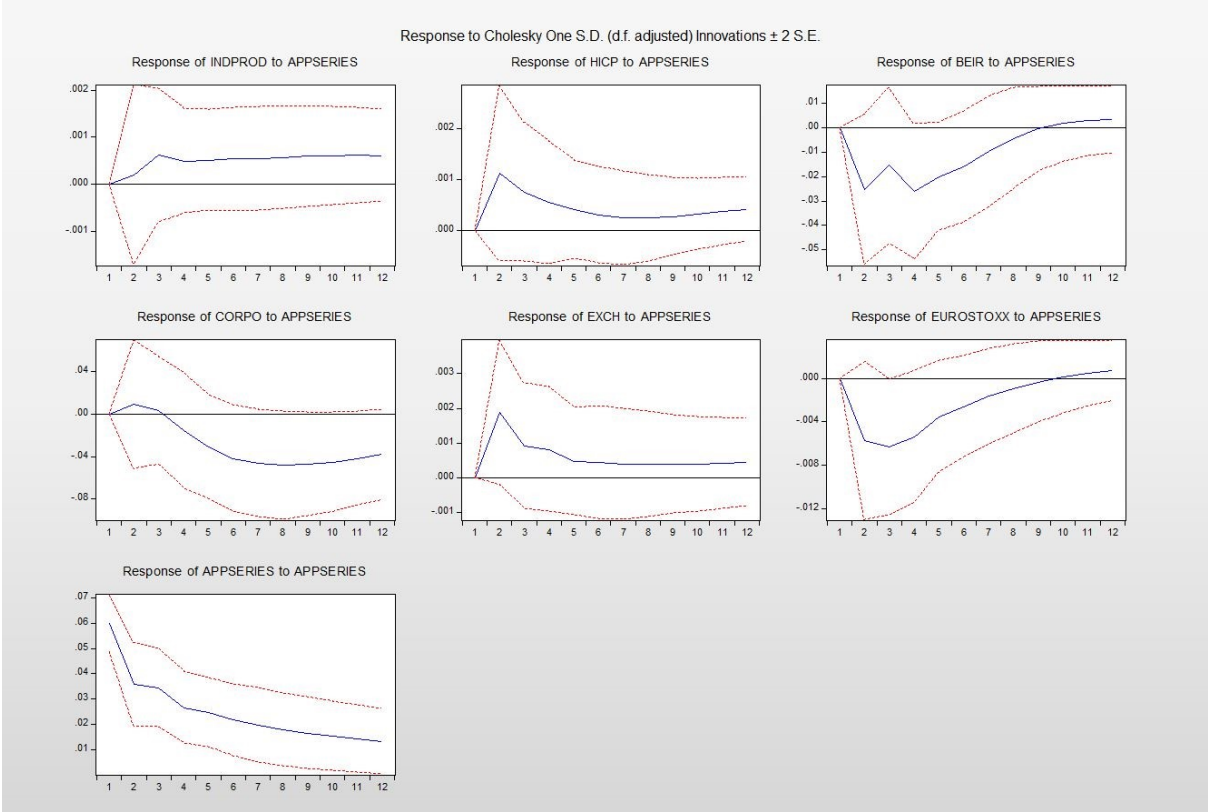 Response to Cholesky One S.D. (d.f. adjusted) Innovations ± 2 S.E.
Response of INDPROD to APPSERIES
.002
.001
.000
-.001
1 2 3 4 5 6 7 8 9 10 11 12
Response of HICP to APPSERIES
.002
.001
.000
1 2 3 4 5 6 7 8 9 10 11 12
Response of BEIR to APPSERIES
.01
.00
-.01
-.02
-.03
-.04
-.05
1 2 3 4 5 6 7 8 9 10 11 12
Response of CORPO to APPSERIES
.04
.00
-.04
-.08
1 2 3 4 5 6 7 8 9 10 11 12
Response of EXCH to APPSERIES
.003
.002
.001
.000
-.001
1 2 3 4 5 6 7 8 9 10 11 12
Response of EUROSTOXX to APPSERIES
.000
-.004
-.008
-.012
1 2 3 4 5 6 7 8 9 10 11 12
Response of APPSERIES to APPSERIES
.07
.06
.05
.04
.03
.02
.01
1 2 3 4 5 6 7 8 9 10 11 12